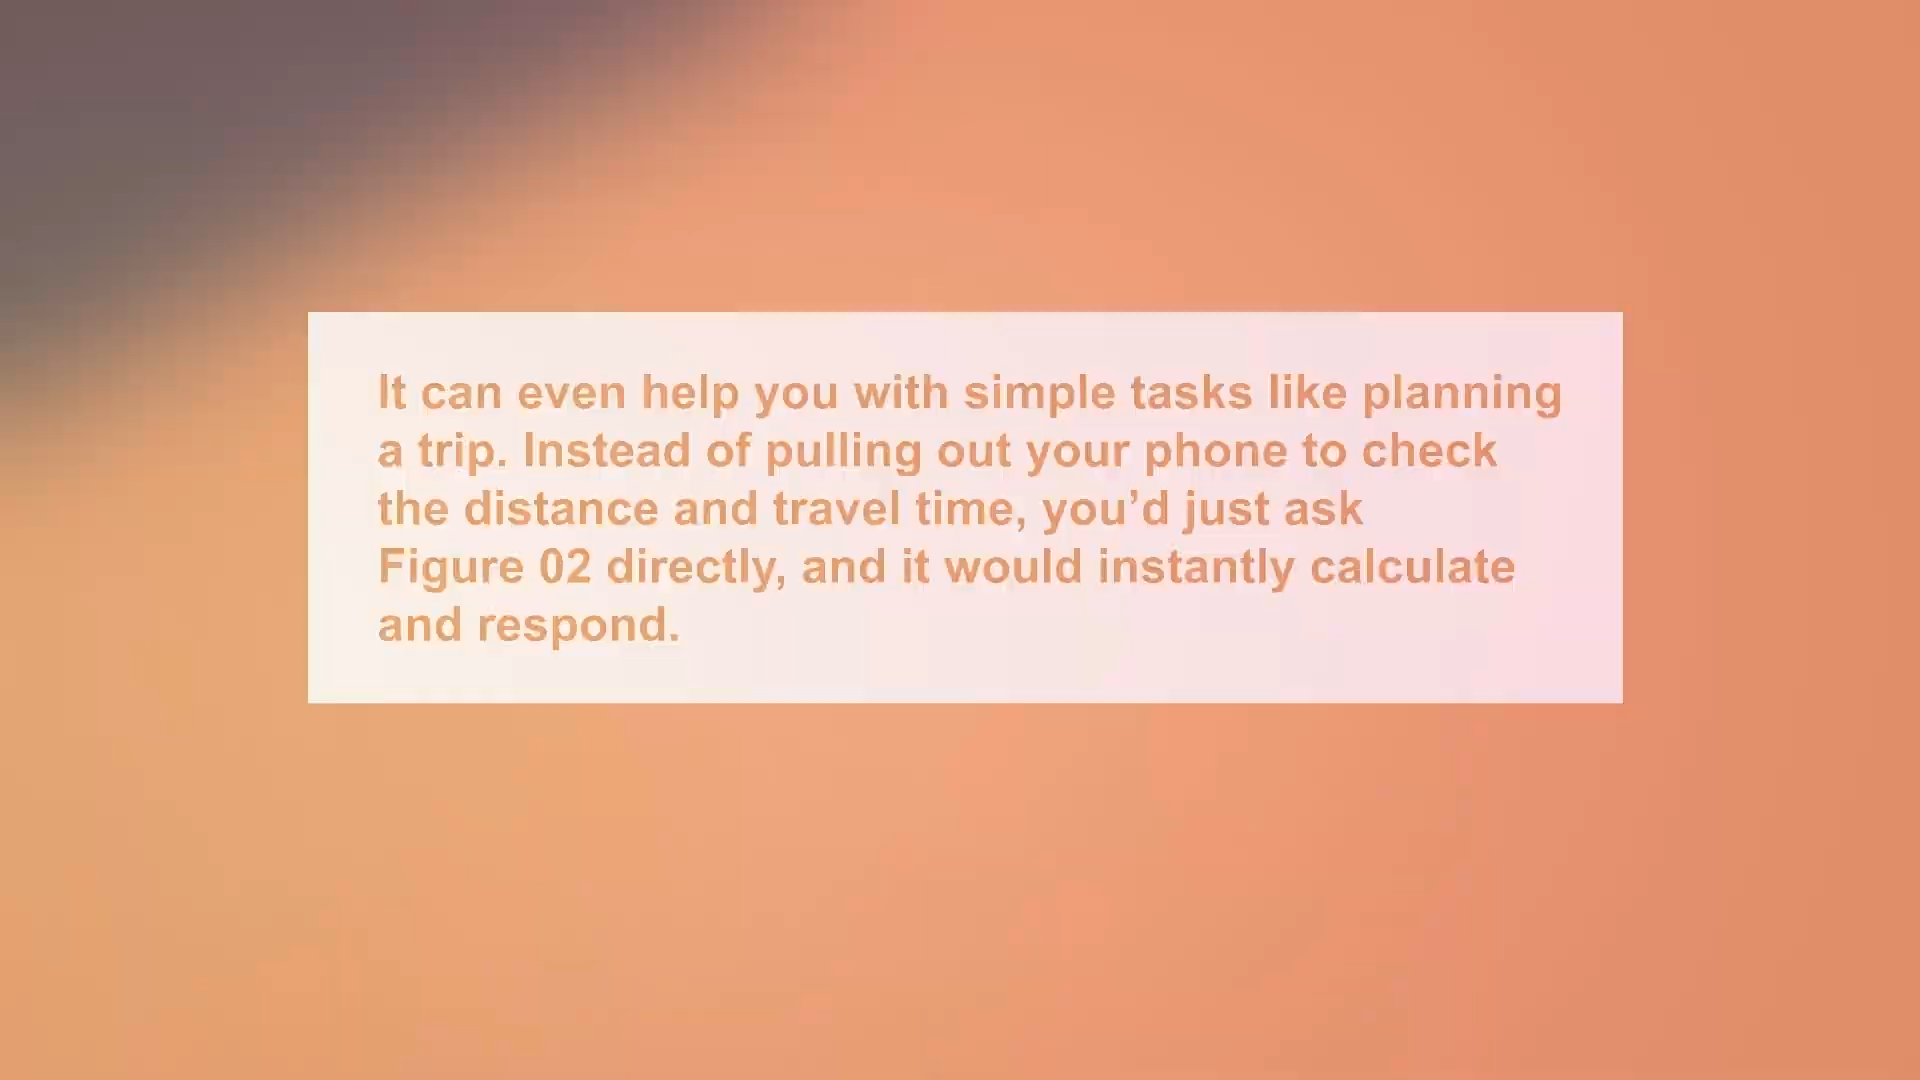 It can even help you with simple tasks like planning
a trip. Instead of pulling out your phone to check
the distance and travel time, you’d just ask
Figure 02 directly, and it would instantly calculate
and respond.